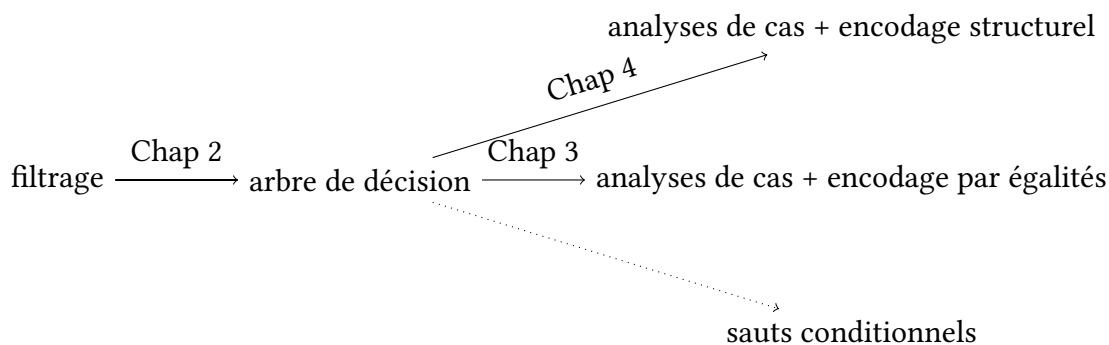 analyses de cas + encodage structurel
Chap 4
Chap 2
Chap 3
filtrage
arbre de décision
analyses de cas + encodage par égalités
sauts conditionnels